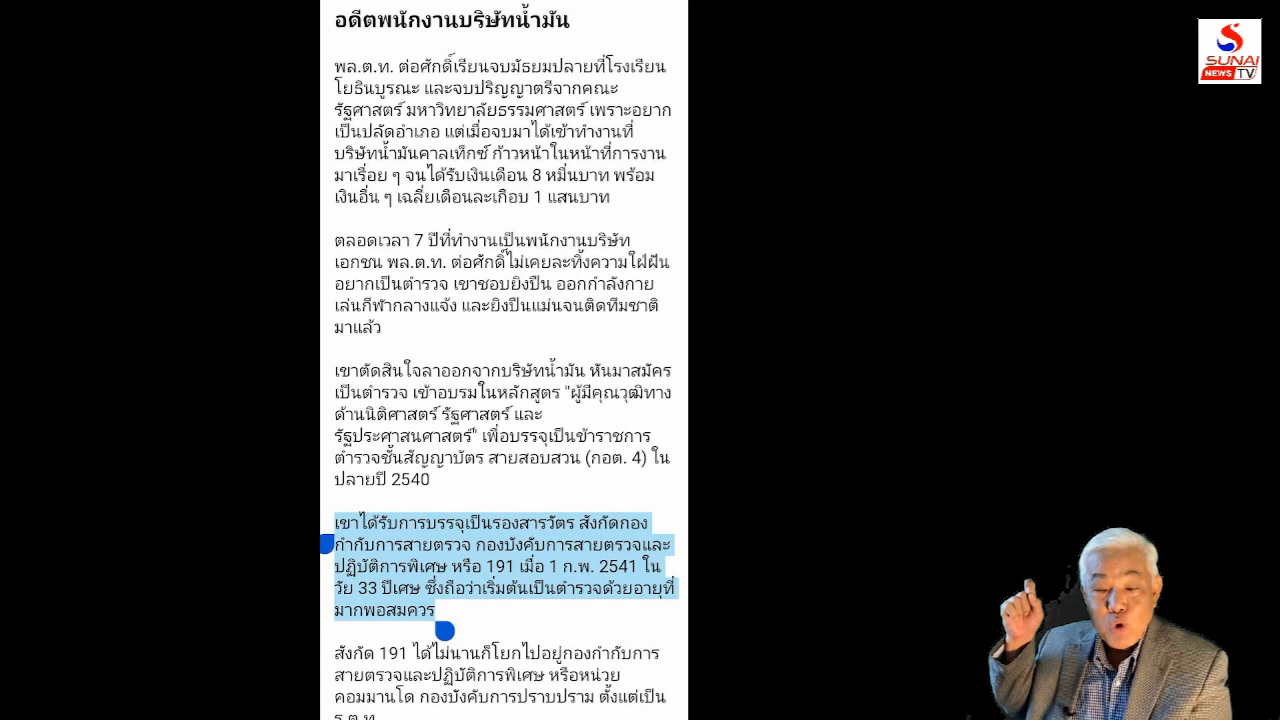 อดีตพนักงานบริษัทน้ำมัน
พล.ต.ท. ต่อศักดิ์เรียนจบมัธยมปลายที่โรงเรียน
โยธินบูรณะ และจบปริญญาตรีจากคณะ
รัฐศาสตร์ มหาวิทยาลัยธรรมศาสตร์ เพราะอยาก
เป็นปลัดอำเภอ แต่เมื่อจบมาได้เข้าทำงานที่
บริษัทน้ำมันคาลเท็กซ์ ก้าวหน้าในหน้าที่การงาน
มาเรื่อย ๆ จนได้รับเงินเดือน 8 หมื่นบาท พร้อม
เงินอื่น ๆ เฉลี่ยเดือนละเกือบ 1 แสนบาท
ตลอดเวลา 7 ปีที่ทำงานเป็นพนักงานบริษัท
เอกชน พล.ต.ท. ต่อศักดิ์ไม่เคยละทิ้งความใฝ่ฝัน
อยากเป็นตำรวจ เขาชอบยิงปืน ออกกำลังกาย
เล่นกีฬากลางแจ้ง และยิงปืนแม่นจนติดทีมชาติ
มาแล้ว
เขาตัดสินใจลาออกจากบริษัทน้ำมัน หันมาสมัคร
เป็นตำรวจ เข้าอบรมในหลักสูตร "ผู้มีคุณวุฒิทาง
ด้านนิติศาสตร์ รัฐศาสตร์ และ
รัฐประศาสนศาสตร์" เพื่อบรรจุเป็นข้าราชการ
ตำรวจชั้นสัญญาบัตร สายสอบสวน (กอต. 4) ใน
ปลายปี 2540
เขาได้รับการบรรจุเป็นรองสารวัตร สังกัดกอง
กำกับการสายตรวจ กองบังคับการสายตรวจและ
ปฏิบัติการพิเศษ หรือ 191 เมื่อ 1 ก.พ. 2541 ใน
วัย 33 ปีเศษ ซึ่งถือว่าเริ่มต้นเป็นตำรวจด้วยอายุที่
มากพอสมควร
สังกัด 191 ได้ไม่นานก็โยกไปอยู่กองกำกับการ
สายตรวจและปฏิบัติการพิเศษ หรือหน่วย
คอมมานโด กองบังคับการปราบปราม ตั้งแต่เป็น
ร.ต.ท.
SUNAI
NEWS TV